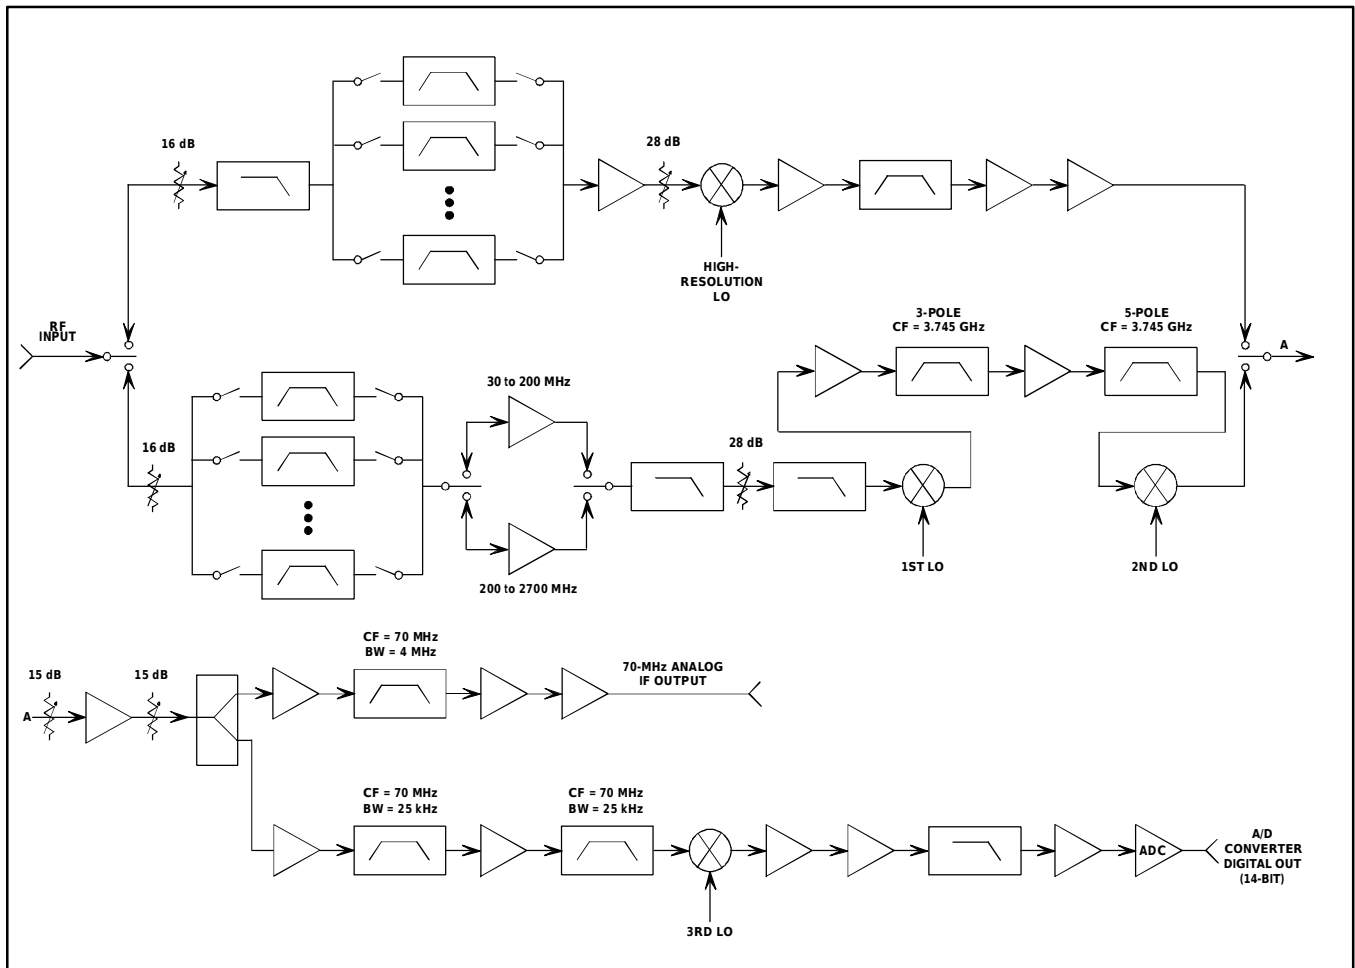 16 dB
28 dB
HIGH-
RESOLUTION
LO
RF
INPUT
3-POLE
CF = 3.745 GHz
5-POLE
CF = 3.745 GHz
A
30 to 200 MHz
16 dB
28 dB
200 to 2700 MHz
1ST LO
2ND LO
CF = 70 MHz
BW = 4 MHz
15 dB
15 dB
70-MHz ANALOG
IF OUTPUT
A
CF = 70 MHz
BW = 25 kHz
CF = 70 MHz
BW = 25 kHz
ADC
A/D
CONVERTER
DIGITAL OUT
(14-BIT)
3RD LO